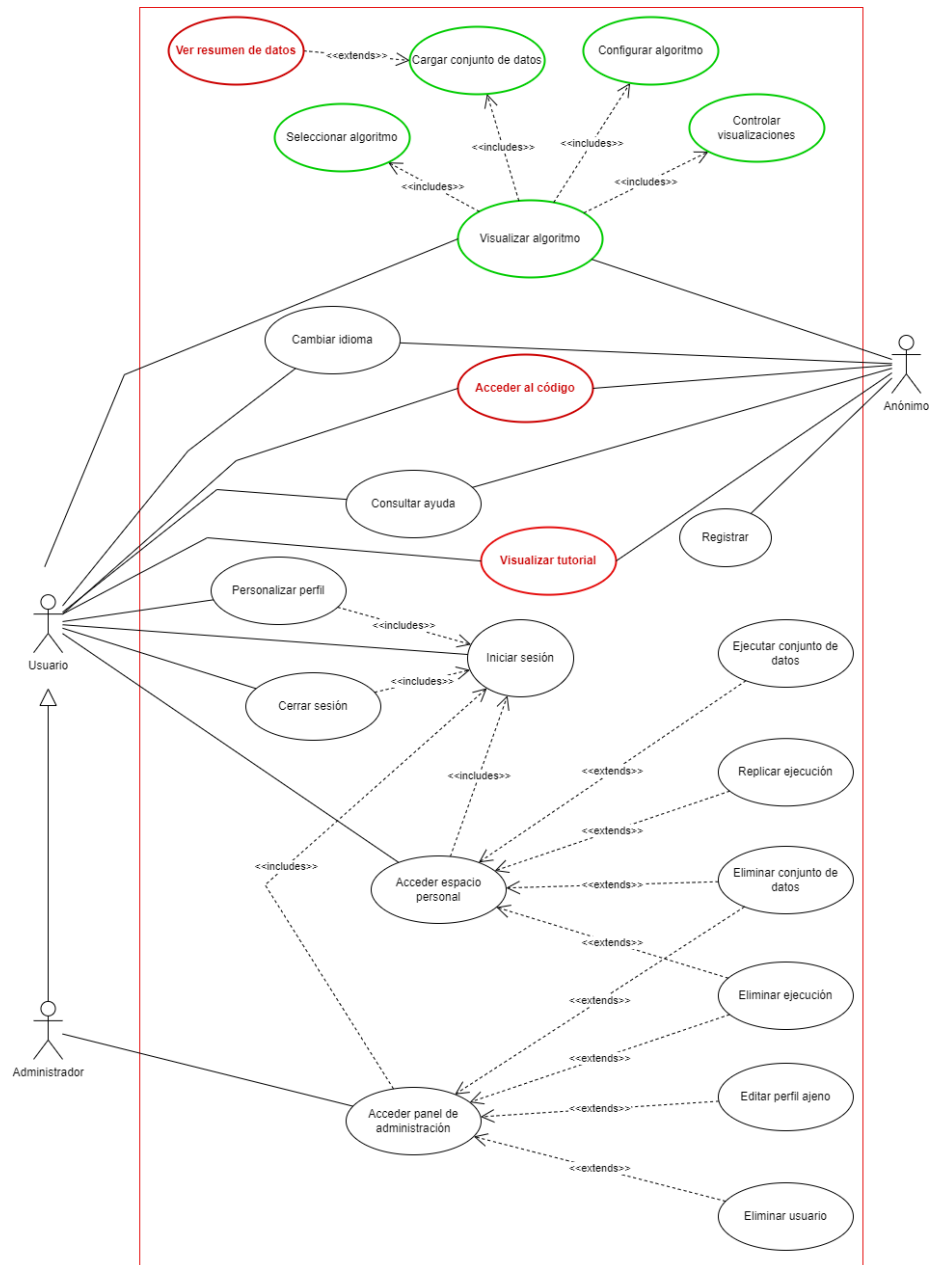 Ver resumen de datos
<<extends>>
Cargar conjunto de datos
Configurar algoritmo
Seleccionar algoritmo
Controlar
visualizaciones
<<includes>>
<<includes>>
<<includes>>
<<includes>>
Visualizar algoritmo
Cambiar idioma
Acceder al código
Anónimo
Consultar ayuda
Registrar
Visualizar tutorial
Personalizar perfil
<<includes>>
Usuario
Iniciar sesión
Ejecutar conjunto de
datos
<<includes>>
Cerrar sesión
<<includes>>
<<extends>>
Replicar ejecución
<<extends>>
<<includes>>
Acceder espacio
personal
<<extends>>
Eliminar conjunto de
datos
<<extends>>
<<extends>>
Eliminar ejecución
<<extends>>
Administrador
Acceder panel de
administración
<<extends>>
Editar perfil ajeno
<<extends>>
Eliminar usuario